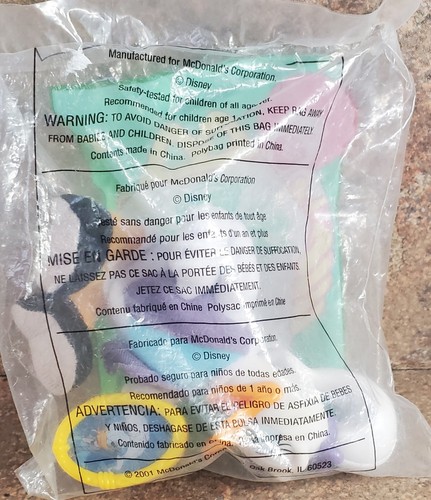 Manufactured for McDonald's Corporation.
© Disney
Safety-tested for children of all
Recommended for children age
WARNING: TO AVOID DANGER OF KEEP BAG AWAY
FROM BABIES AND CHILDREN, DISPOSE OF THIS BAG IMMEDIATELY.
Contents made in China. Polybag printed in China.
Fabriqué pour McDonald's Corporation
© Disney
sans danger pour les enfants de tout âge
Recommandé pour les d'un an et plus
MISE EN GARDE : POUR ÉVITER LE DANGER DE SUFFOCATION,
NE LAISSEZ PAS CE SAC À LA PORTÉE DES BÉBÉS ET DES ENFANTS
JETEZ CE SAC IMMÉDIATEMENT.
Contenu fabriqué en Chine Polysac imprimé en Chine
Fabricado para McDonald's Corporation.
© Disney
Probado seguro para niños de todas edades.
Recomendado para niños de 1 año o más.
ADVERTENCIA: PARA EVITAR EL PELIGRO DE ASFIXIA DE BEBES
Y NIÑOS, DESHAGASE DE ESTA BOLSA INMEDIATAMENTE.
Contenido fabricado en impresa en China.
© 2001 McDonald's Oak Brook, IL 60523